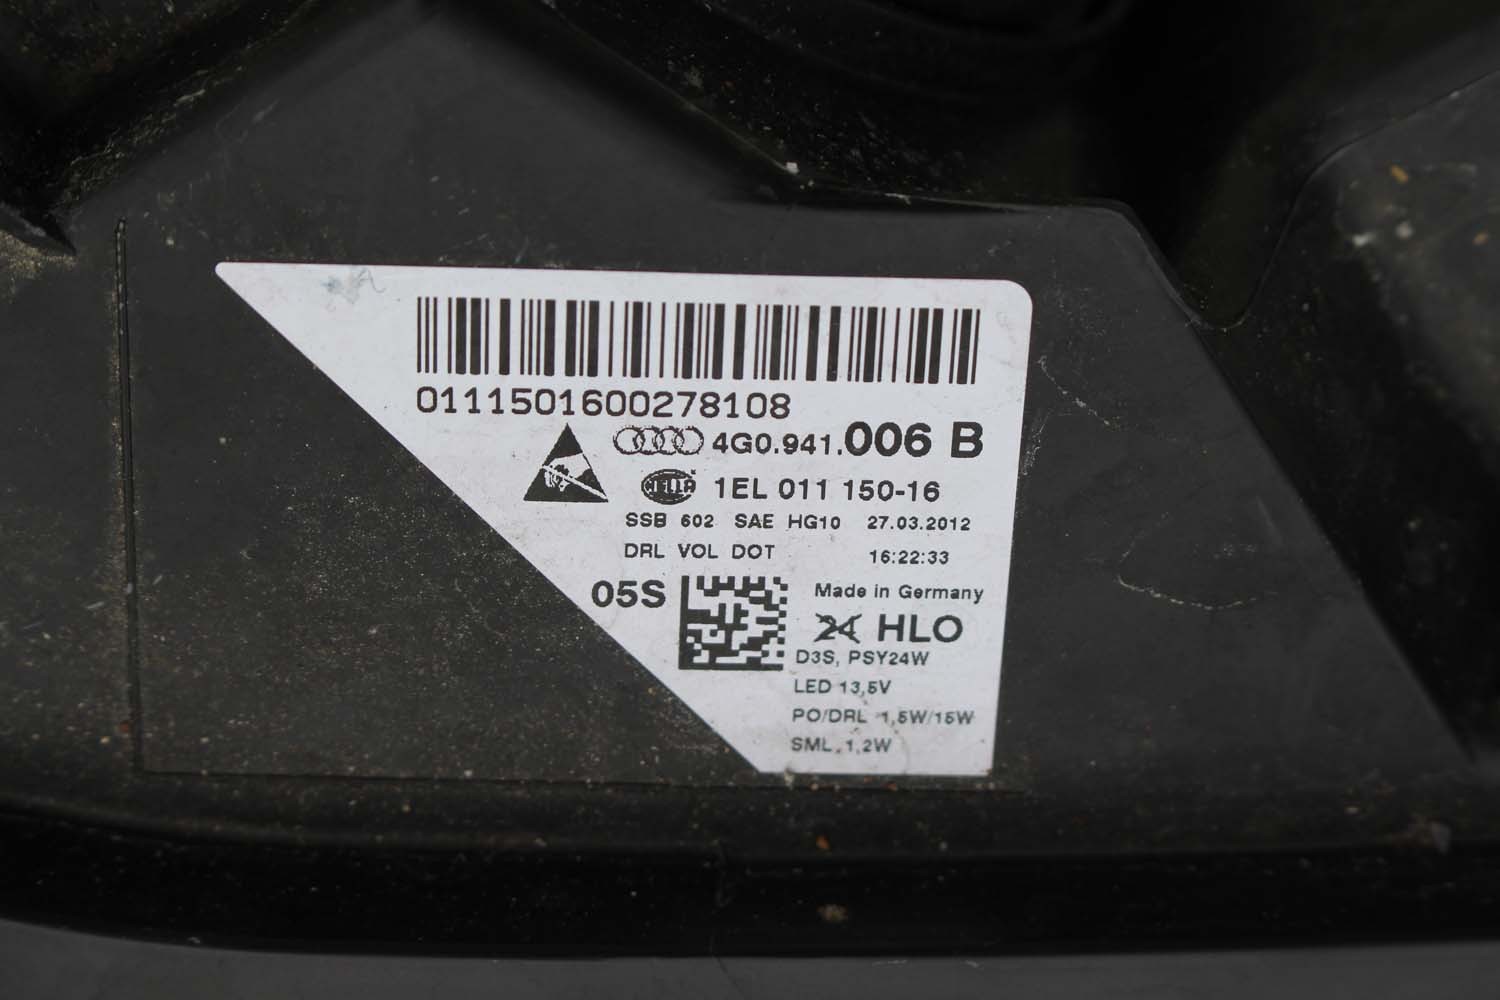 0111501600278108
4G0.941.006 B
HELLA 1EL 011 150-16
SSB 602 SAE HG10 27.03.2012
DRL VOL DOT 16:22:33
05S
Made in Germany
24 HLO
D3S, PSY24W
LED 13,5V
PO/DRL 1,5W/15W
SML 1,2W